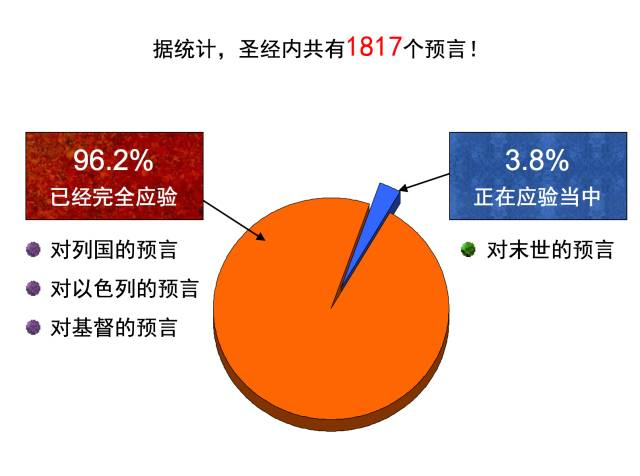 据统计，圣经内共有1817个预言！
96.2%
已经完全应验
对列国的预言
对以色列的预言
对基督的预言
3.8%
正在应验当中
对末世的预言